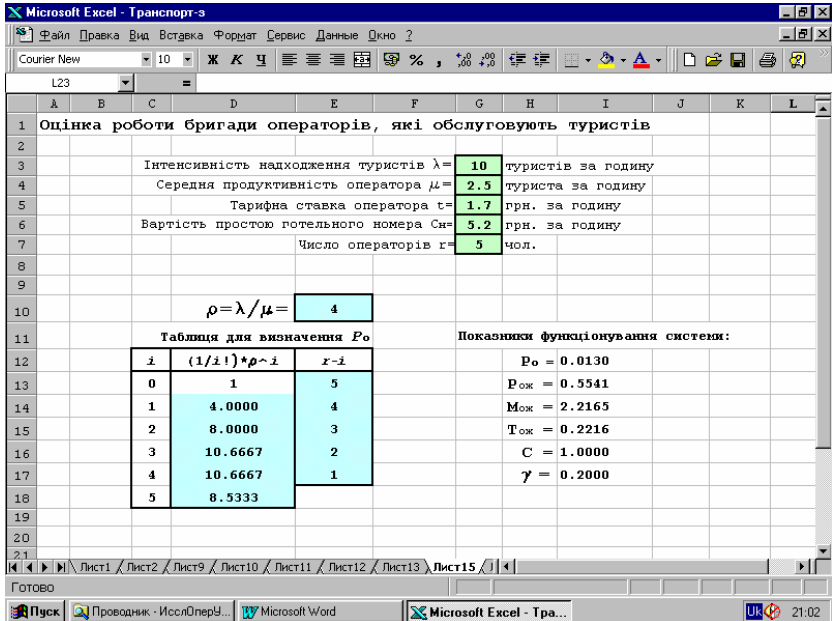 Microsoft Excel - Транспорт-э
Файл Правка Вид Вставка Формат Сервис Данные Окно ?
Courier New 10 Ж К Ч % ,
L23 =
A B C D E F G H I J K L
1 Оцінка роботи бригади операторів, які обслуговують туристів
2
3 Інтенсивність надходження туристів λ= 10 туристів за годину
4 Середня продуктивність оператора μ= 2.5 туриста за годину
5 Тарифна ставка оператора t= 1.7 грн. за годину
6 Вартість простою готельного номера Сн= 5.2 грн. за годину
7 Число операторів r= 5 чол.
8
9
10 ρ=λ/μ= 4
11 Таблиця для визначення Po Показники функціонування системи:
12 i (1/i!)*ρ^i r-i Po = 0.0130
13 0 1 5 Pож = 0.5541
14 1 4.0000 4 Mож = 2.2165
15 2 8.0000 3 Tож = 0.2216
16 3 10.6667 2 C = 1.0000
17 4 10.6667 1 γ = 0.2000
18 5 8.5333
19
20
21
Лист1 Лист2 Лист9 Лист10 Лист11 Лист12 Лист13 Лист15
Готово
Пуск Проводник - ИсслОперУ... Microsoft Word Microsoft Excel - Тра... Uk 21:02